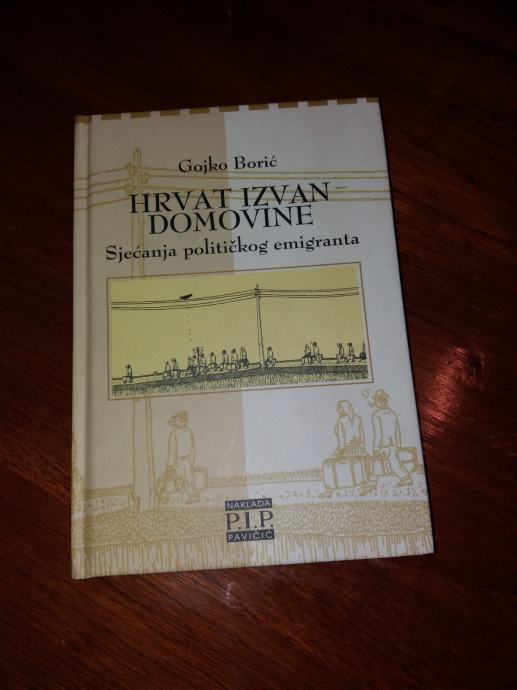 Gojko Borić
HRVAT IZVAN
DOMOVINE
Sjećanja političkog emigranta
NAKLADA
P.I.P.
PAVIČIĆ